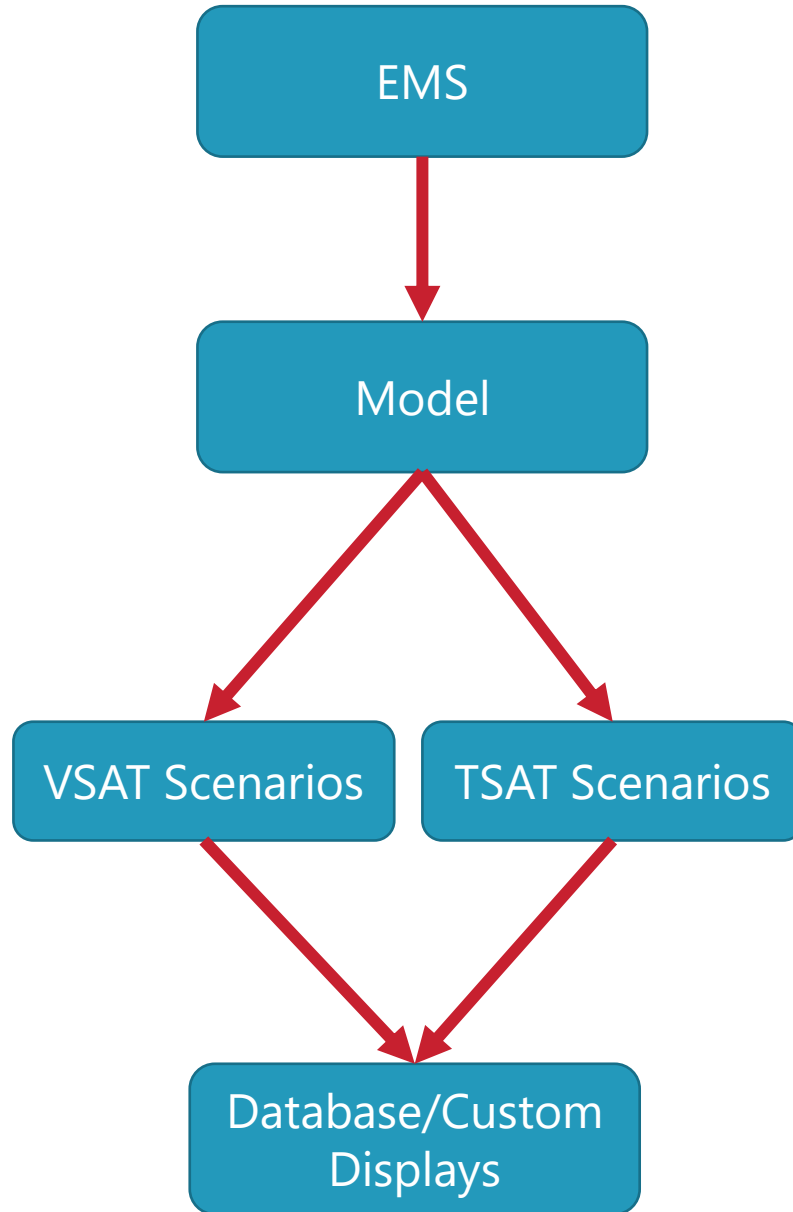 EMS
Model
VSAT Scenarios
TSAT Scenarios
Database/Custom
Displays